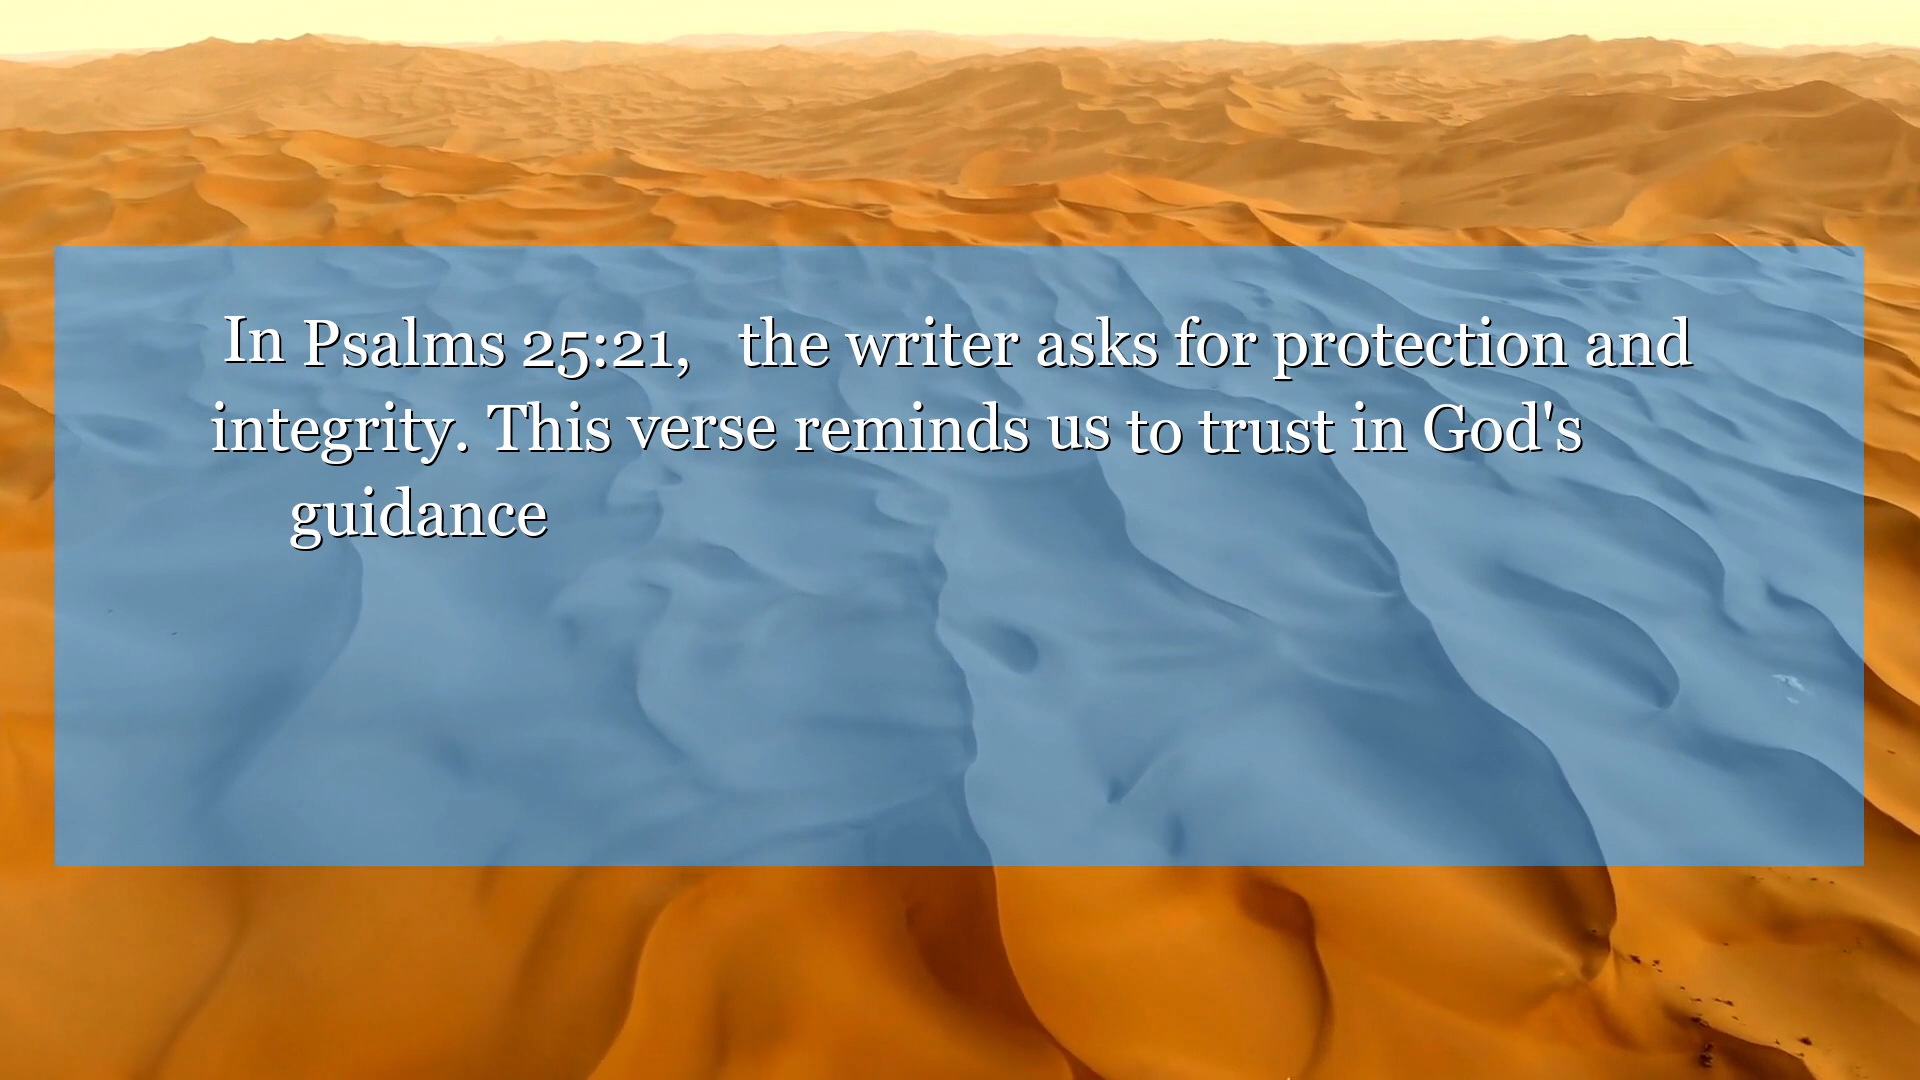 In Psalms 25:21, the writer asks for protection and
integrity. This verse reminds us to trust in God's
guidance